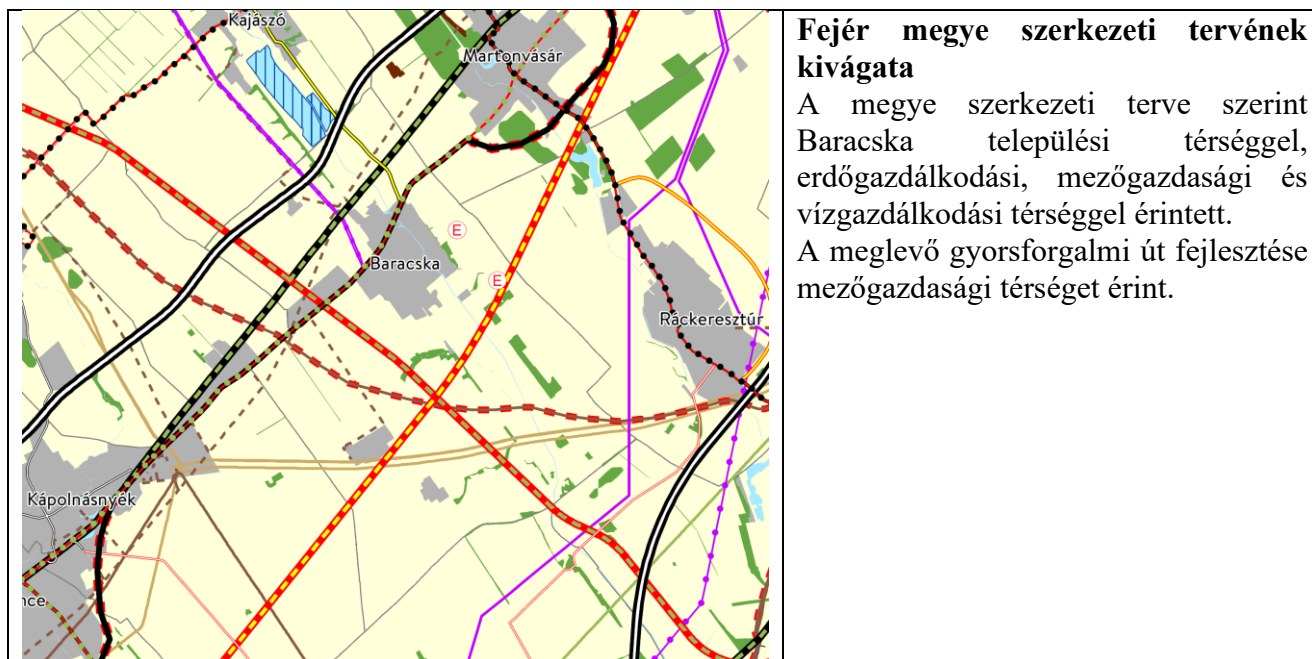 Kajászó
Martonvásár
E
Baracska
E
Ráckeresztúr
Kápolnásnyék
nce
Fejér megye szerkezeti tervének
kivágata
A megye szerkezeti terve szerint
Baracska települési térséggel,
erdőgazdálkodási, mezőgazdasági és
vízgazdálkodási térséggel érintett.
A meglevő gyorsforgalmi út fejlesztése
mezőgazdasági térséget érint.